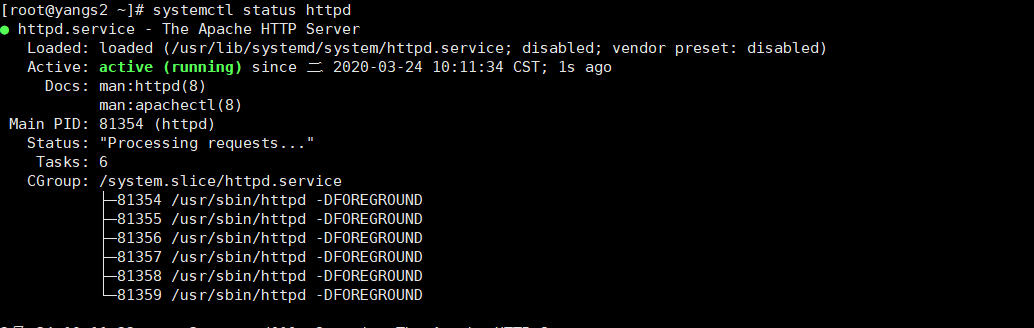 [root@yangs2 ~]# systemctl status httpd
● httpd.service - The Apache HTTP Server
   Loaded: loaded (/usr/lib/systemd/system/httpd.service; disabled; vendor preset: disabled)
   Active: active (running) since 二 2020-03-24 10:11:34 CST; 1s ago
     Docs: man:httpd(8)
           man:apachectl(8)
 Main PID: 81354 (httpd)
   Status: "Processing requests..."
    Tasks: 6
   CGroup: /system.slice/httpd.service
           ├─81354 /usr/sbin/httpd -DFOREGROUND
           ├─81355 /usr/sbin/httpd -DFOREGROUND
           ├─81356 /usr/sbin/httpd -DFOREGROUND
           ├─81357 /usr/sbin/httpd -DFOREGROUND
           ├─81358 /usr/sbin/httpd -DFOREGROUND
           └─81359 /usr/sbin/httpd -DFOREGROUND